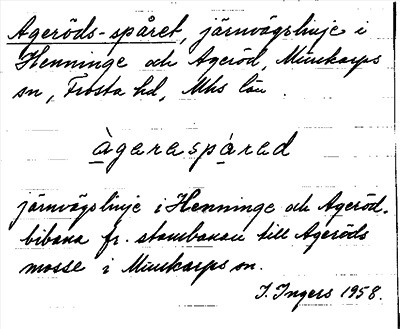 Ageröds-spåret, järnvägslinje i
Henninge och Ageröd, Munkarps
sn, Frosta hd, Mhs län.
àgeraspårad
järnvägslinje i Henninge och Ageröd.
bibana fr. stambanan till Ageröds
mosse i Munkarps sn.
I. Ingers 1958.